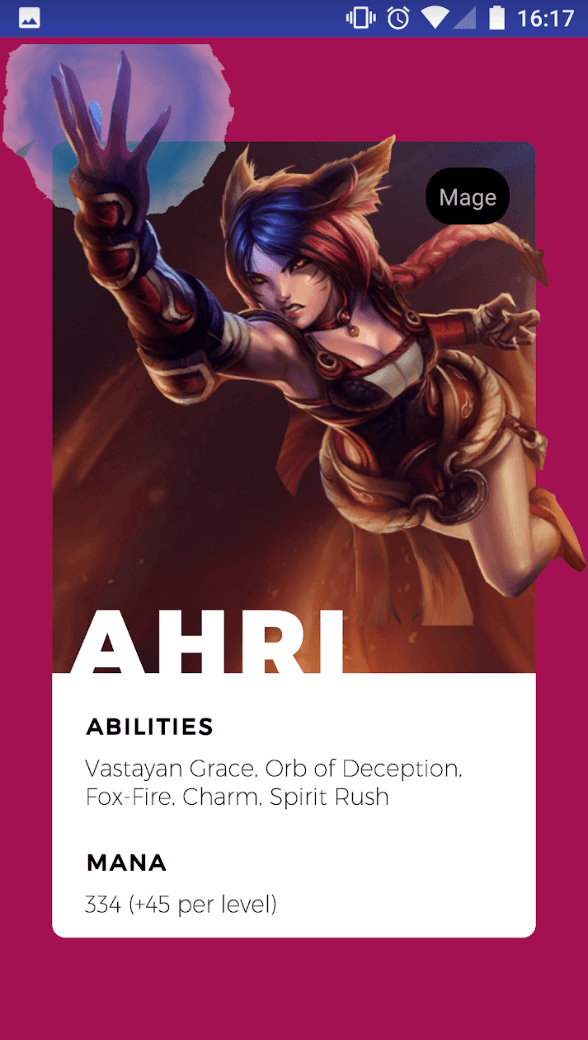 16:17
Mage
AHRI
ABILITIES
Vastayan Grace, Orb of Deception,
Fox-Fire, Charm, Spirit Rush
MANA
334 (+45 per level)